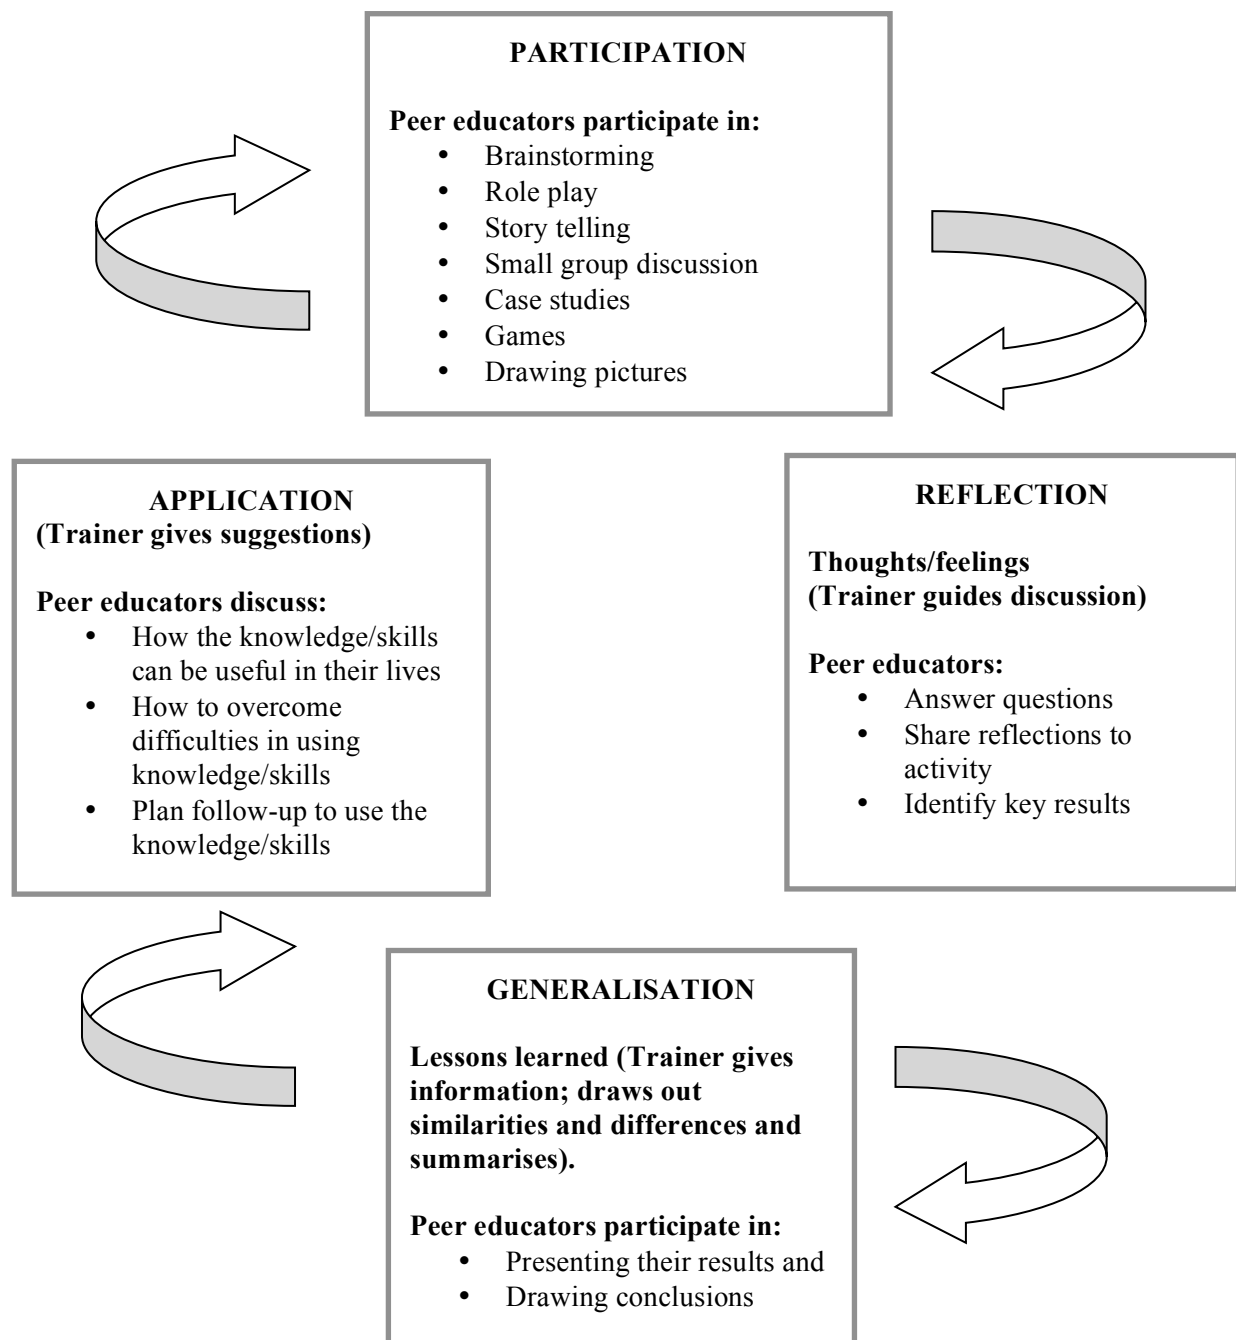 PARTICIPATION
Peer educators participate in:
• Brainstorming
• Role play
• Story telling
• Small group discussion
• Case studies
• Games
• Drawing pictures
APPLICATION
(Trainer gives suggestions)
Peer educators discuss:
• How the knowledge/skills
can be useful in their lives
• How to overcome
difficulties in using
knowledge/skills
• Plan follow-up to use the
knowledge/skills
REFLECTION
Thoughts/feelings
(Trainer guides discussion)
Peer educators:
• Answer questions
• Share reflections to
activity
• Identify key results
GENERALISATION
Lessons learned (Trainer gives
information; draws out
similarities and differences and
summarises).
Peer educators participate in:
• Presenting their results and
• Drawing conclusions